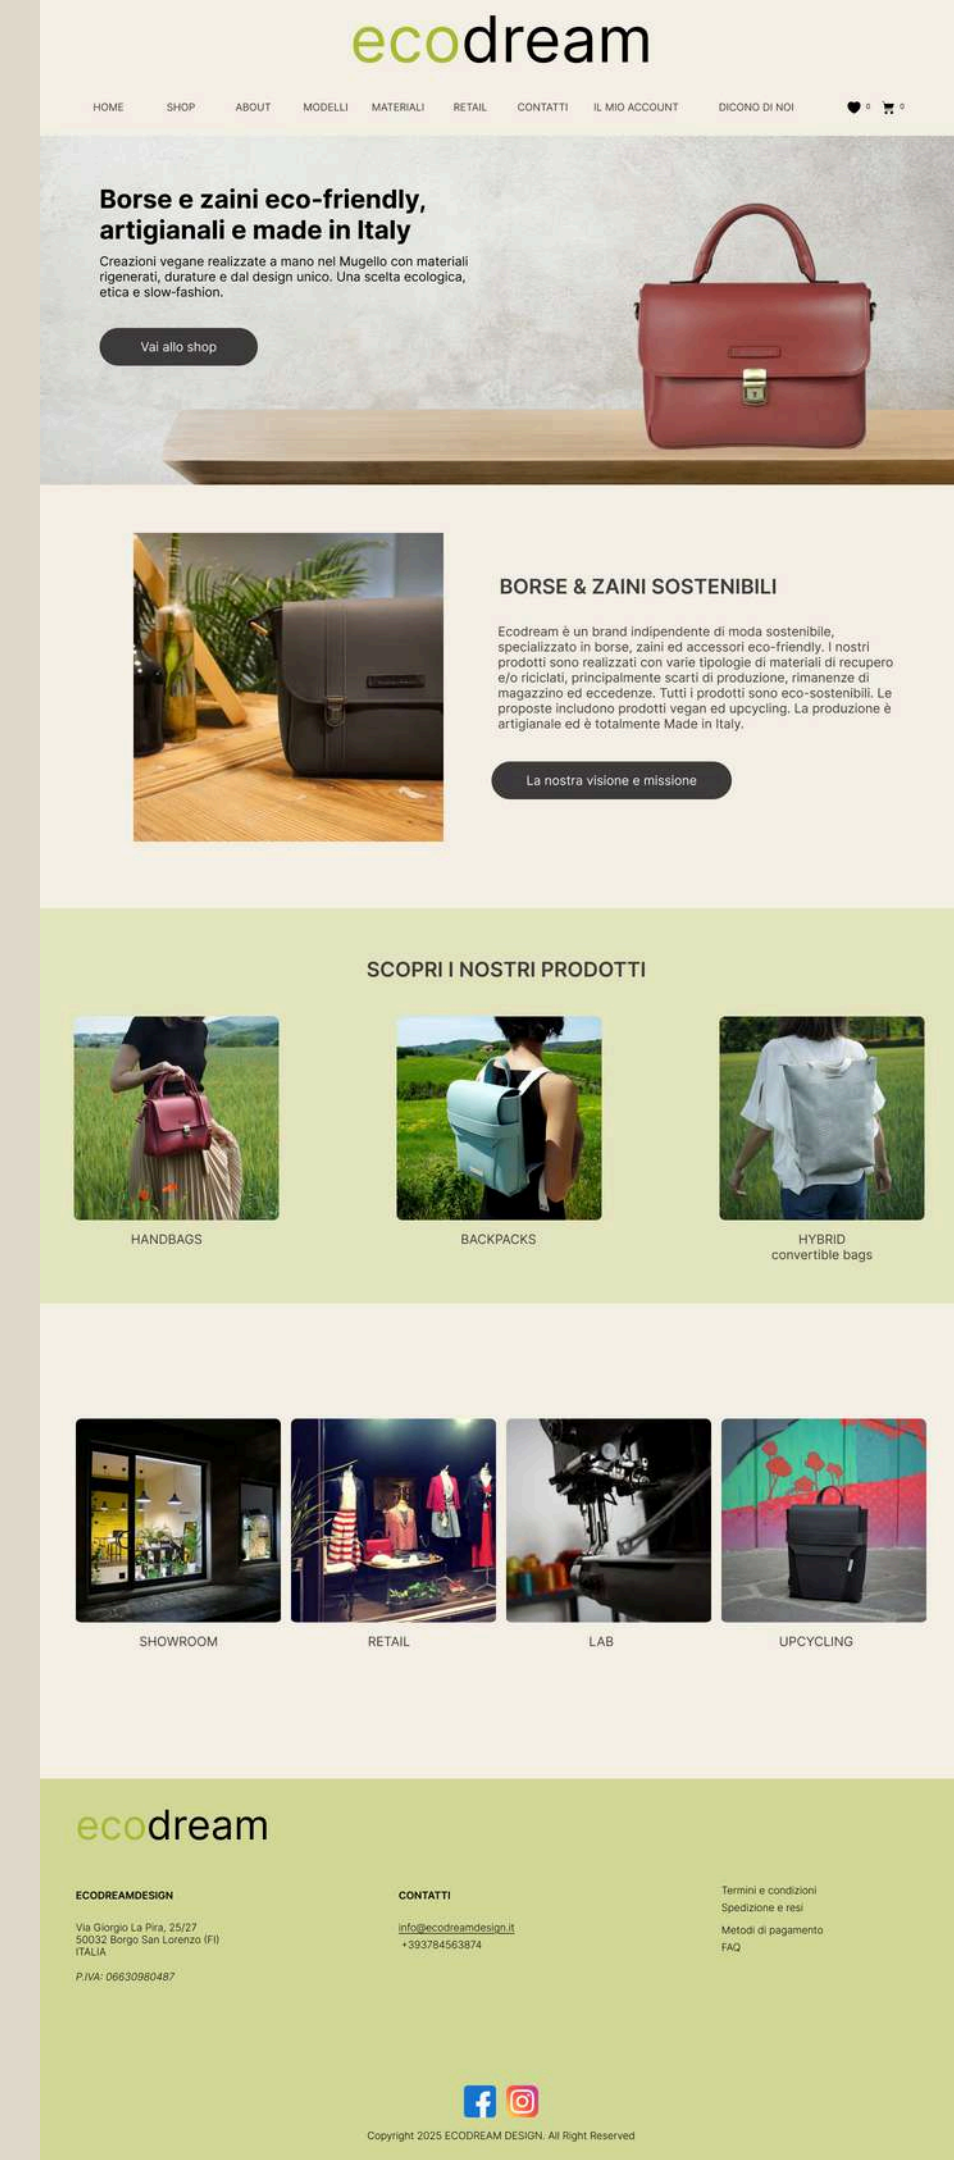 ecodream
HOME SHOP ABOUT MODELLI MATERIALI RETAIL CONTATTI IL MIO ACCOUNT DICONO DI NOI 0 0
Borse e zaini eco-friendly,
artigianali e made in Italy
Creazioni vegane realizzate a mano nel Mugello con materiali
rigenerati, durature e dal design unico. Una scelta ecologica,
etica e slow-fashion.
Vai allo shop
BORSE & ZAINI SOSTENIBILI
Ecodream è un brand indipendente di moda sostenibile,
specializzato in borse, zaini ed accessori eco-friendly. I nostri
prodotti sono realizzati con varie tipologie di materiali di recupero
e/o riciclati, principalmente scarti di produzione, rimanenze di
magazzino ed eccedenze. Tutti i prodotti sono eco-sostenibili. Le
proposte includono prodotti vegan ed upcycling. La produzione è
artigianale ed è totalmente Made in Italy.
La nostra visione e missione
SCOPRI I NOSTRI PRODOTTI
HANDBAGS
BACKPACKS
HYBRID
convertible bags
SHOWROOM
RETAIL
LAB
UPCYCLING
ecodream
ECODREAMDESIGN
Via Giorgio La Pira, 25/27
50032 Borgo San Lorenzo (FI)
ITALIA
P.IVA: 06630980487
CONTATTI
info@ecodreamdesign.it
+393784563874
Termini e condizioni
Spedizione e resi
Metodi di pagamento
FAQ
Copyright 2025 ECODREAM DESIGN. All Right Reserved